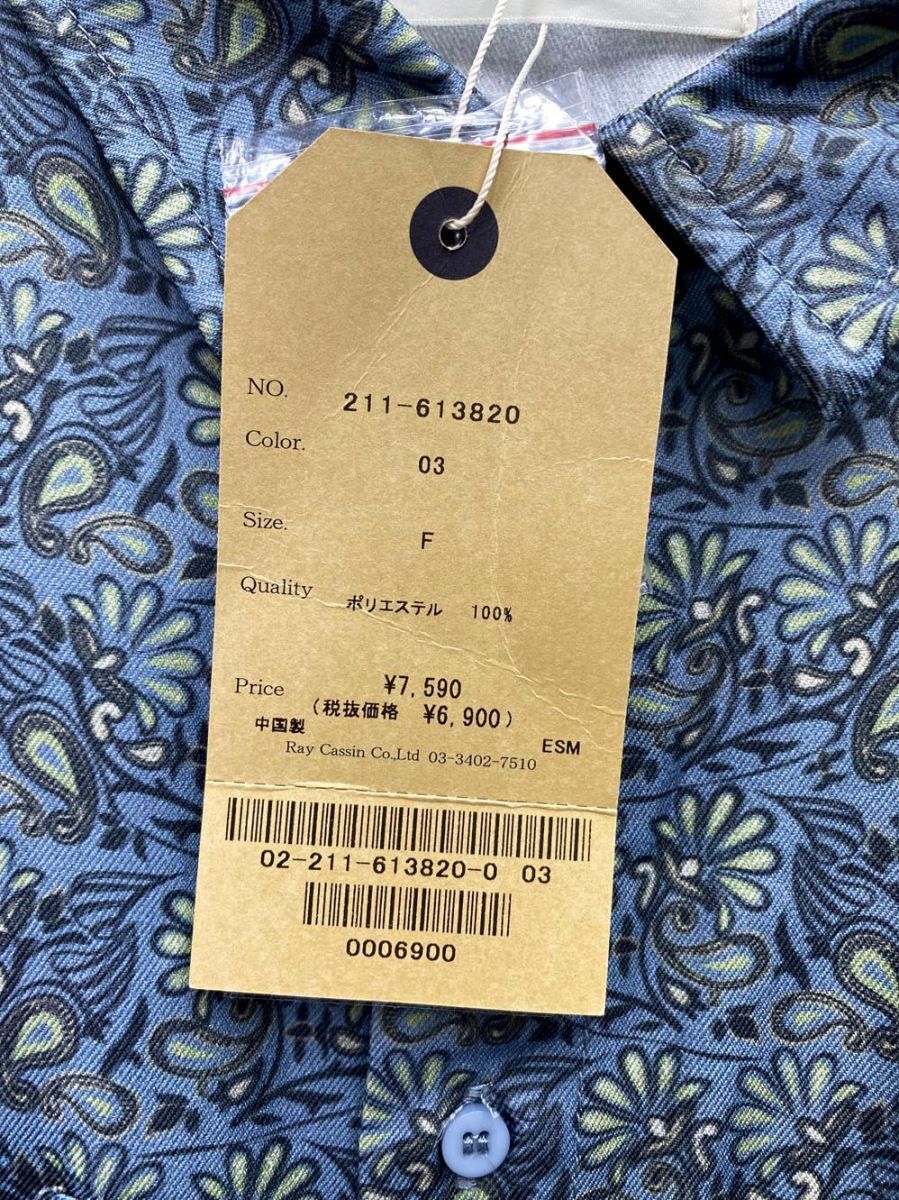 NO. 211-613820
Color. 03
Size. F
Quality ポリエステル 100%
Price ¥7,590
(税抜価格 ¥6,900)
中国製 ESM
Ray Cassin Co.,Ltd 03-3402-7510
02-211-613820-0 03
0006900